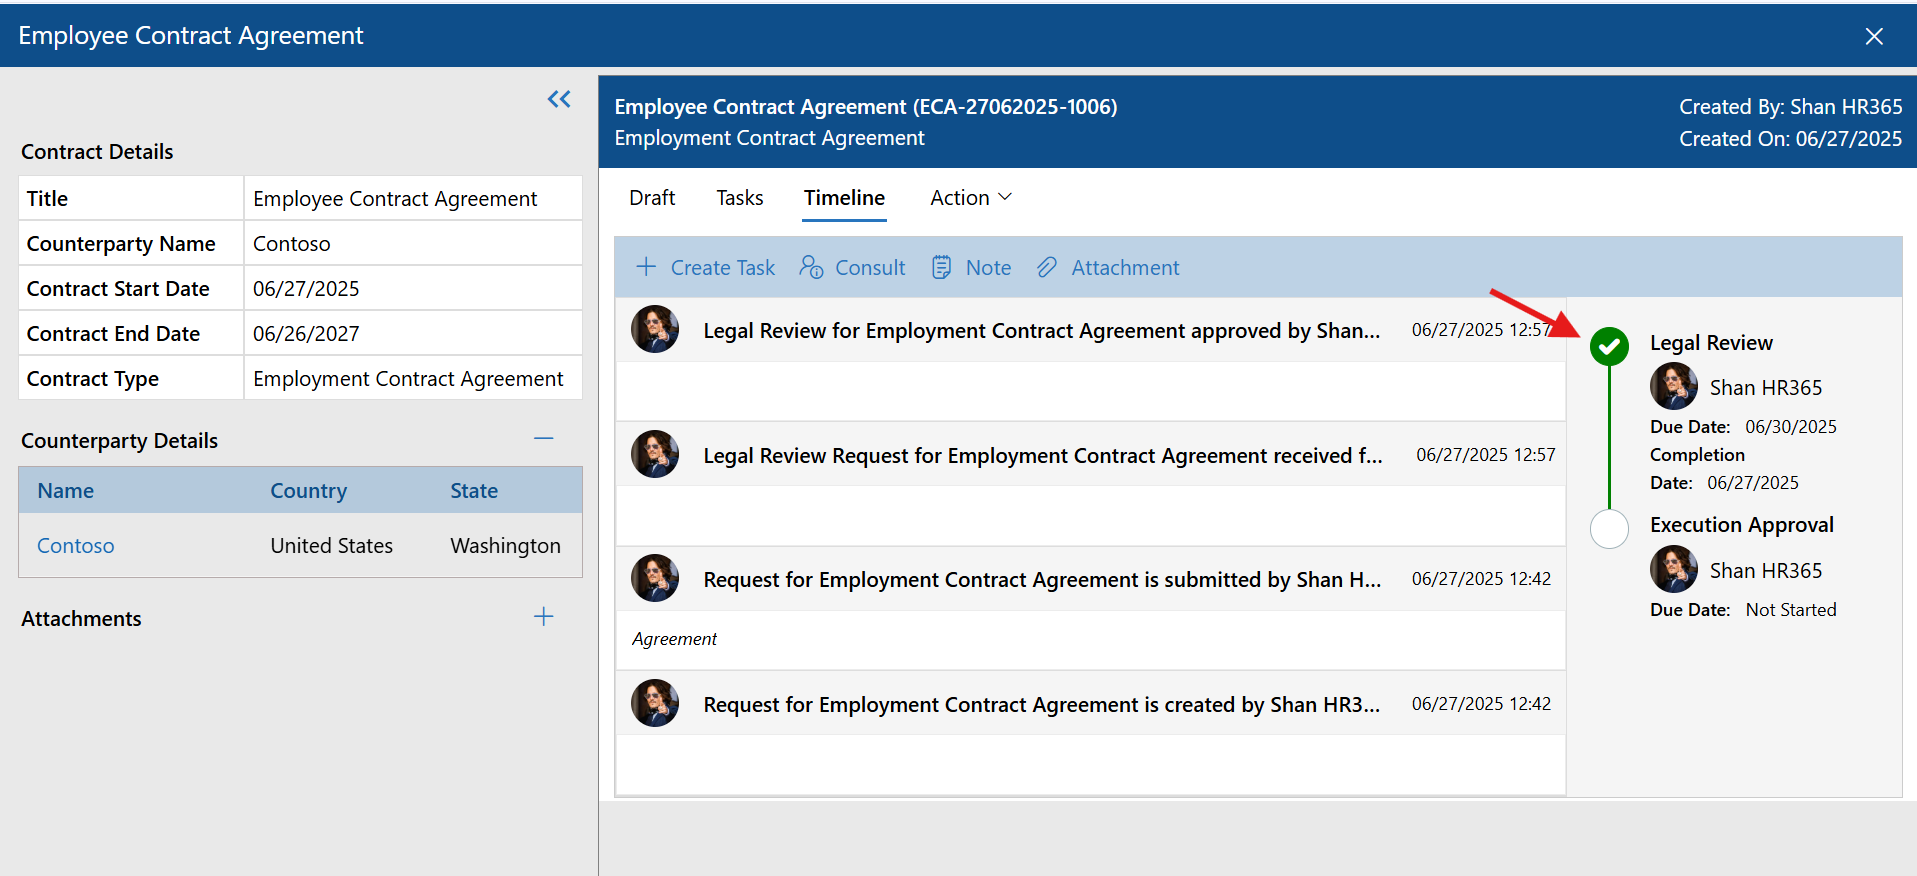 Employee Contract Agreement
Contract Details
Title Employee Contract Agreement
Counterparty Name Contoso
Contract Start Date 06/27/2025
Contract End Date 06/26/2027
Contract Type Employment Contract Agreement
Counterparty Details
Name Country State
Contoso United States Washington
Attachments
Employee Contract Agreement (ECA-27062025-1006)
Employment Contract Agreement
Created By: Shan HR365
Created On: 06/27/2025
Draft Tasks Timeline Action
Create Task Consult Note Attachment
Legal Review for Employment Contract Agreement approved by Shan... 06/27/2025 12:57
Legal Review Request for Employment Contract Agreement received f... 06/27/2025 12:57
Request for Employment Contract Agreement is submitted by Shan H... 06/27/2025 12:42
Agreement
Request for Employment Contract Agreement is created by Shan HR3... 06/27/2025 12:42
Legal Review
Shan HR365
Due Date: 06/30/2025
Completion
Date: 06/27/2025
Execution Approval
Shan HR365
Due Date: Not Started